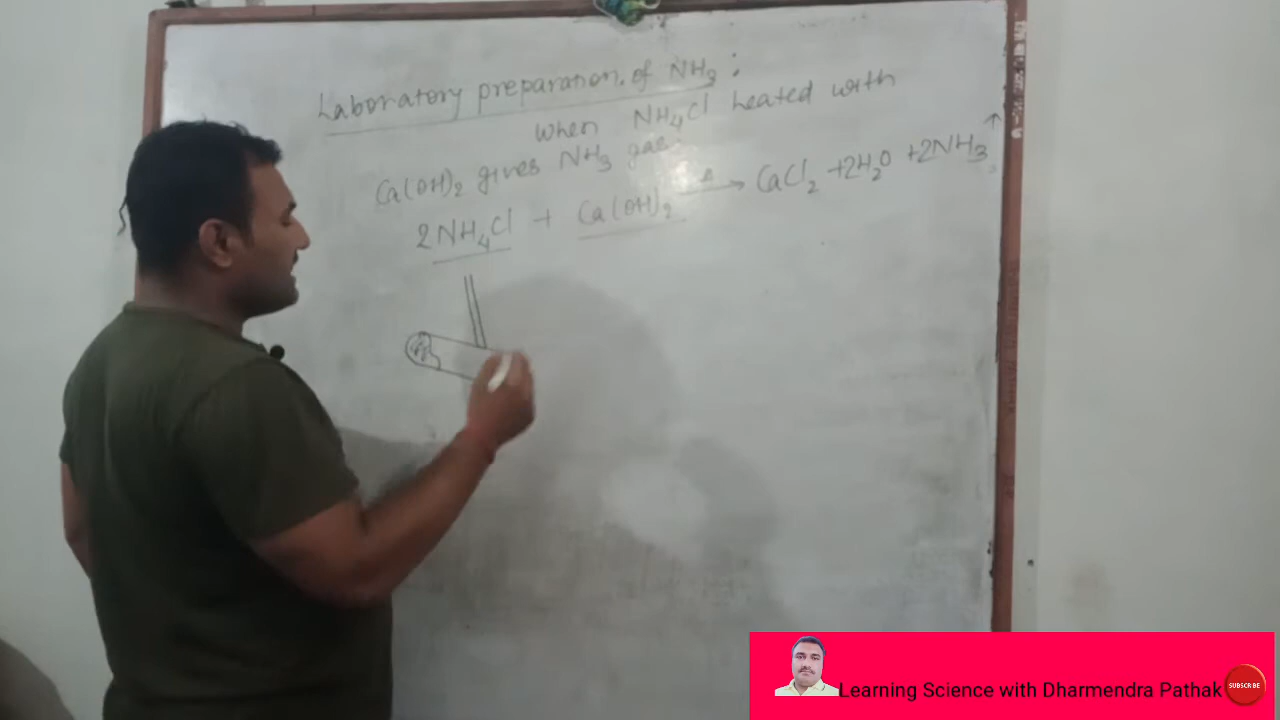 Laboratory preparation of NH3 :
When NH4Cl heated with
Ca(OH)2 gives NH3 gas
2NH4Cl + Ca(OH)2 Δ→ CaCl2 +2H2O +2NH3↑
Learning Science with Dharmendra Pathak
SUBSCRIBE